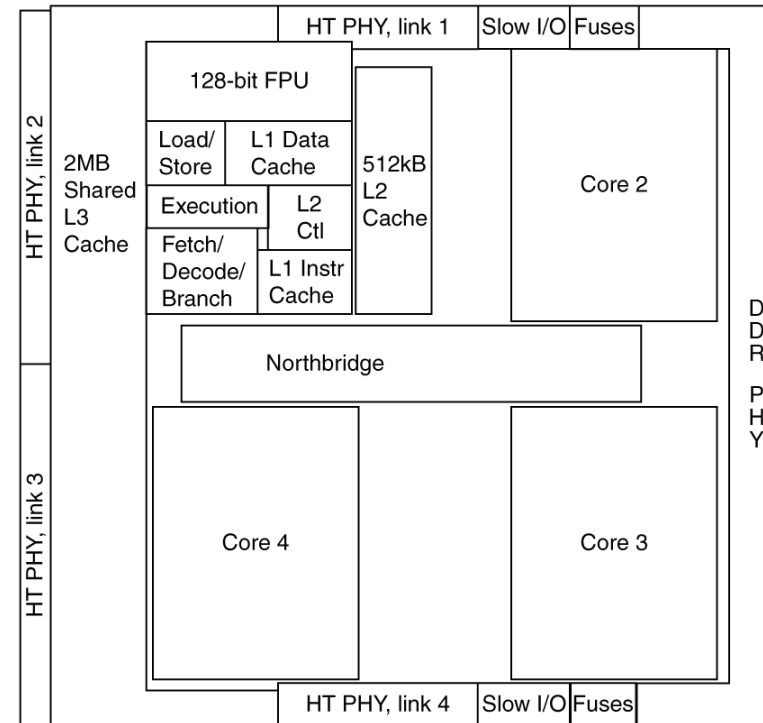 HT PHY, link 1
Slow I/O
Fuses
HT PHY, link 2
2MB
Shared
L3
Cache
128-bit FPU
Load/
Store
L1 Data
Cache
Execution
L2
Ctl
Fetch/
Decode/
Branch
L1 Instr
Cache
512kB
L2
Cache
Core 2
Northbridge
DDR PHY
HT PHY, link 3
Core 4
Core 3
HT PHY, link 4
Slow I/O
Fuses